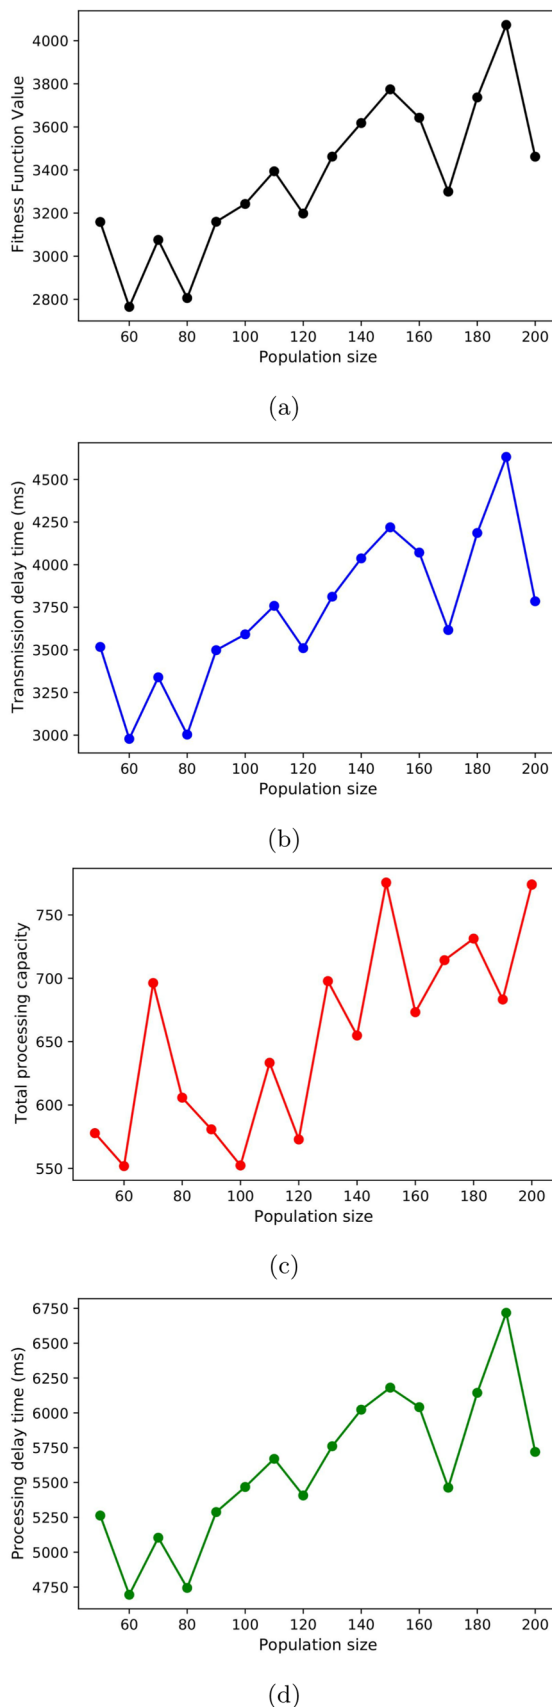 4000
3800
3600
3400
3200
3000
2800
Fitness Function Value
60 80 100 120 140 160 180 200
Population size
(a)
4500
4250
4000
3750
3500
3250
3000
Transmission delay time (ms)
60 80 100 120 140 160 180 200
Population size
(b)
750
700
650
600
550
Total processing capacity
60 80 100 120 140 160 180 200
Population size
(c)
6750
6500
6250
6000
5750
5500
5250
5000
4750
Processing delay time (ms)
60 80 100 120 140 160 180 200
Population size
(d)